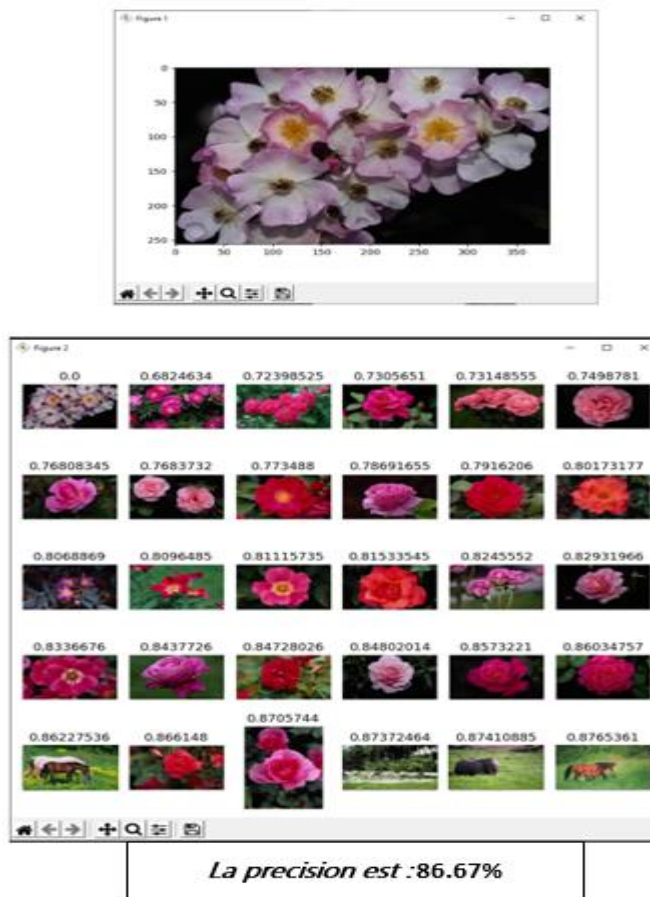 Figure 1
0
50
100
150
200
250
0 50 100 150 200 250 300 350
Figure 2
0.0 0.6824634 0.72398525 0.7305651 0.73148555 0.7498781
0.76808345 0.7683732 0.773488 0.78691655 0.7916206 0.80173177
0.8068869 0.8096485 0.81115735 0.81533545 0.8245552 0.82931966
0.8336676 0.8437726 0.84728026 0.84802014 0.8573221 0.86034757
0.86227536 0.866148 0.8705744 0.87372464 0.87410885 0.8765361
La precision est :86.67%